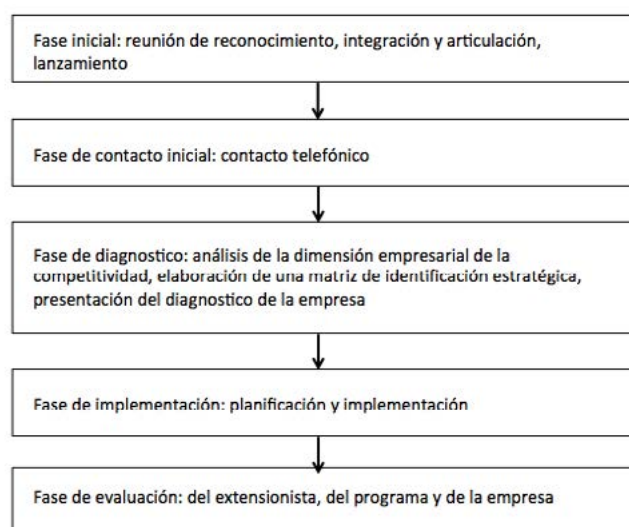 Fase inicial: reunión de reconocimiento, integración y articulación,
lanzamiento
Fase de contacto inicial: contacto telefónico
Fase de diagnostico: análisis de la dimensión empresarial de la
competitividad, elaboración de una matriz de identificación estratégica,
presentación del diagnostico de la empresa
Fase de implementación: planificación y implementación
Fase de evaluación: del extensionista, del programa y de la empresa